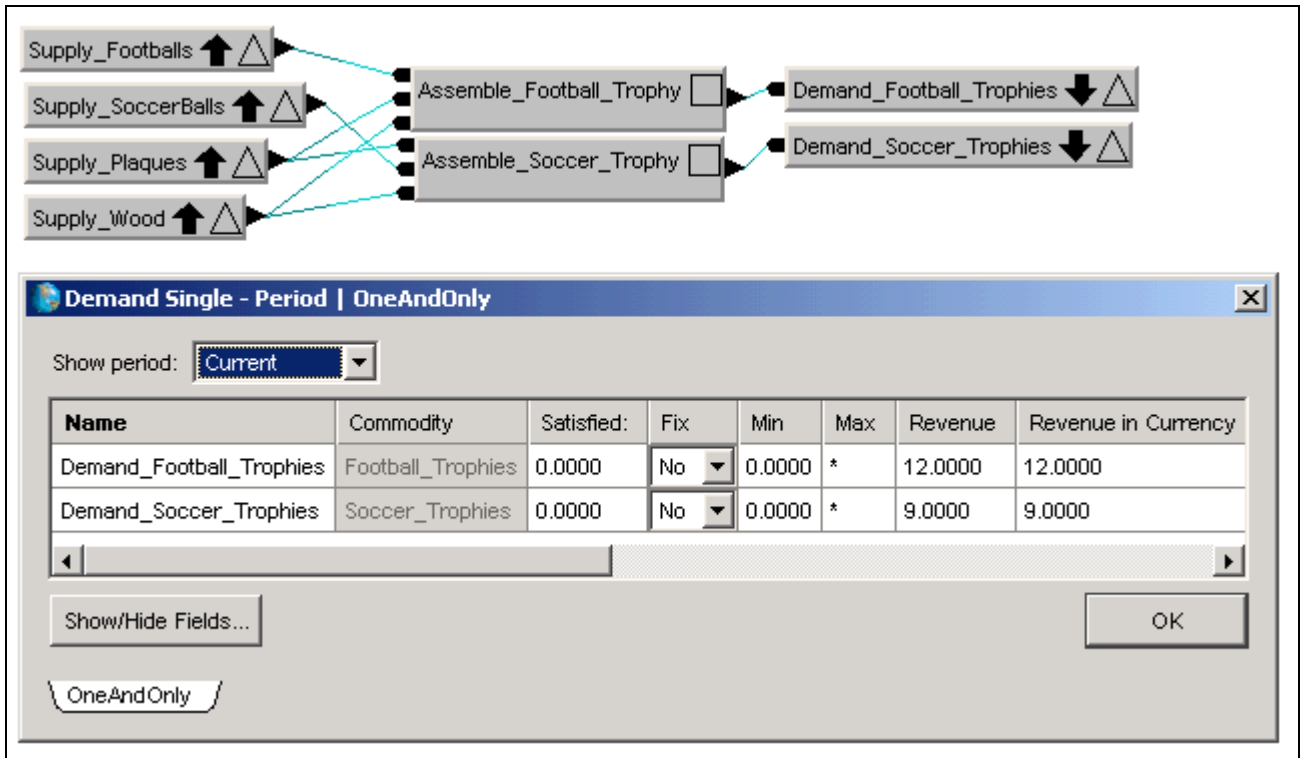 Supply_Footballs
Supply_SoccerBalls
Supply_Plaques
Supply_Wood
Assemble_Football_Trophy
Assemble_Soccer_Trophy
Demand_Football_Trophies
Demand_Soccer_Trophies
Demand Single - Period | OneAndOnly
Show period: Current
Name Commodity Satisfied: Fix Min Max Revenue Revenue in Currency
Demand_Football_Trophies Football_Trophies 0.0000 No 0.0000 * 12.0000 12.0000
Demand_Soccer_Trophies Soccer_Trophies 0.0000 No 0.0000 * 9.0000 9.0000
Show/Hide Fields... OK
OneAndOnly